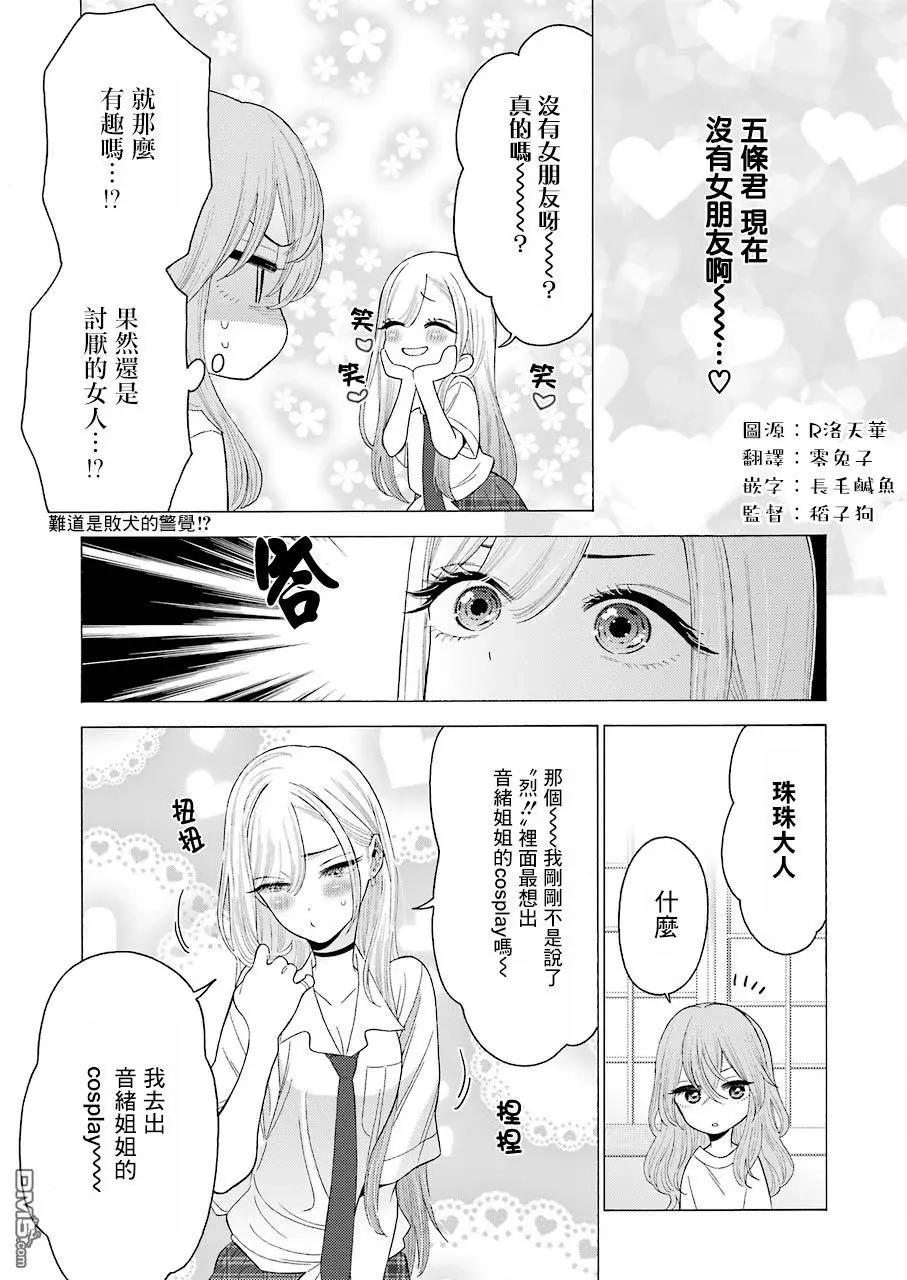 五條君 現在
沒有女朋友啊~~~~…♡
沒有女朋友呀~~~?
真的嗎~~~~?
笑♡
笑♡
笑♡
就那麼
有趣嗎…!?
果然還是
討厭的女人…!?
圖源：R洛天華
翻譯：零兔子
嵌字：長毛鹹魚
監督：稻子狗
難道是敗犬的警覺!?
珠珠大人
什麼
那個~~~~我剛剛不是說了
〝烈!!〞裡面最想出
音緒姐姐的cosplay嗎~~
扭扭
捏捏
我去出
音緒姐姐的
cosplay~~~~
DM5.com